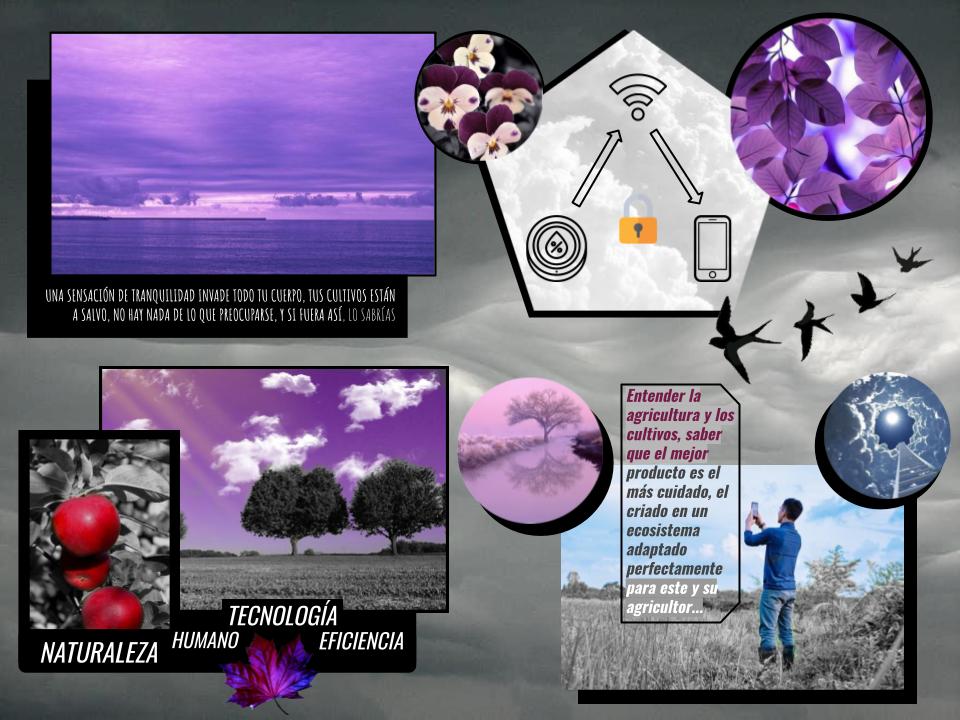 UNA SENSACIÓN DE TRANQUILIDAD INVADE TODO TU CUERPO, TUS CULTIVOS ESTÁN
A SALVO, NO HAY NADA DE LO QUE PREOCUPARSE, Y SI FUERA ASÍ, LO SABRÍAS
%
Entender la
agricultura y los
cultivos, saber
que el mejor
producto es el
más cuidado, el
criado en un
ecosistema
adaptado
perfectamente
para este y su
agricultor...
TECNOLOGÍA
HUMANO
EFICIENCIA
NATURALEZA